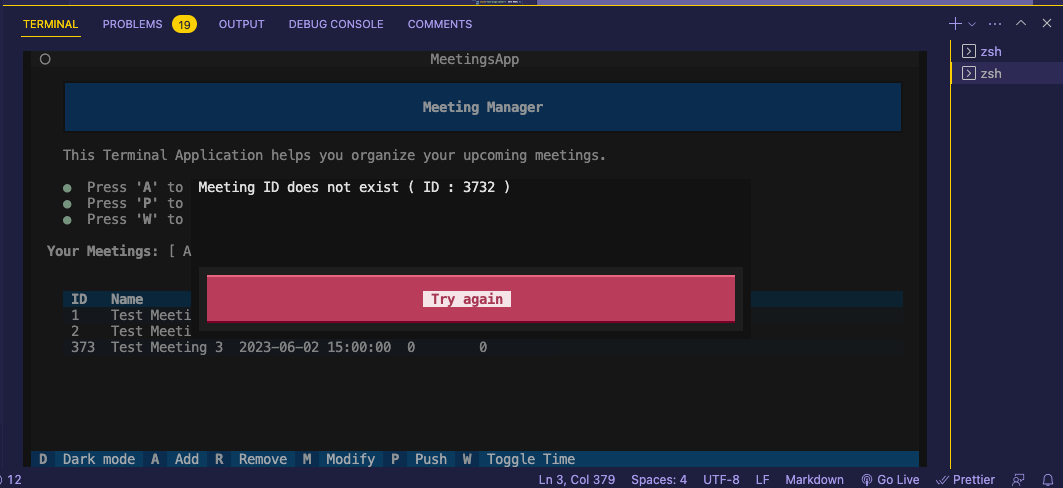 TERMINAL PROBLEMS 19 OUTPUT DEBUG CONSOLE COMMENTS
zsh
zsh
MeetingsApp
Meeting Manager
This Terminal Application helps you organize your upcoming meetings.
● Press 'A' to
● Press 'P' to
● Press 'W' to
Meeting ID does not exist ( ID : 3732 )
Your Meetings: [ A
Try again
ID Name
1 Test Meeti
2 Test Meeti
373 Test Meeting 3 2023-06-02 15:00:00 0 0
D Dark mode A Add R Remove M Modify P Push W Toggle Time
12 Ln 3, Col 379 Spaces: 4 UTF-8 LF Markdown Go Live Prettier